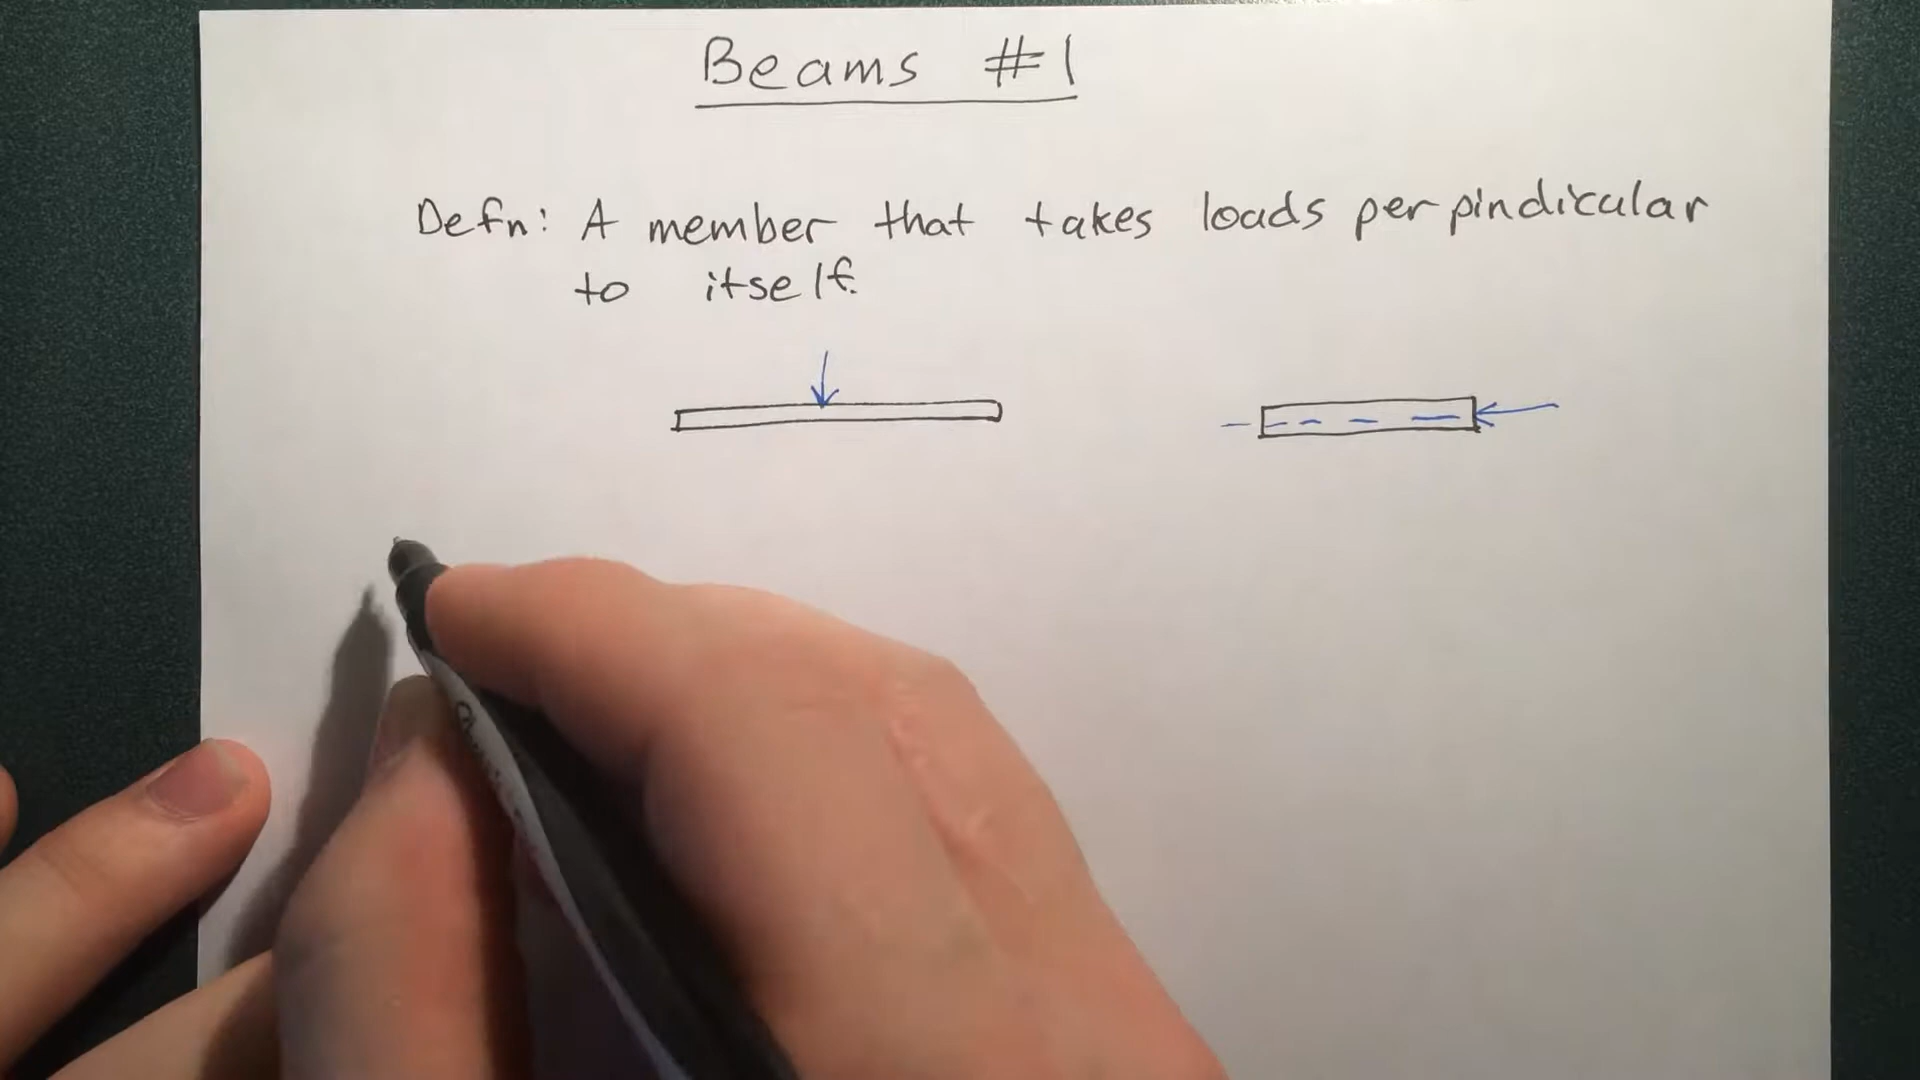 Beams #1
Defn: A member that takes loads perpindicular
to itself.